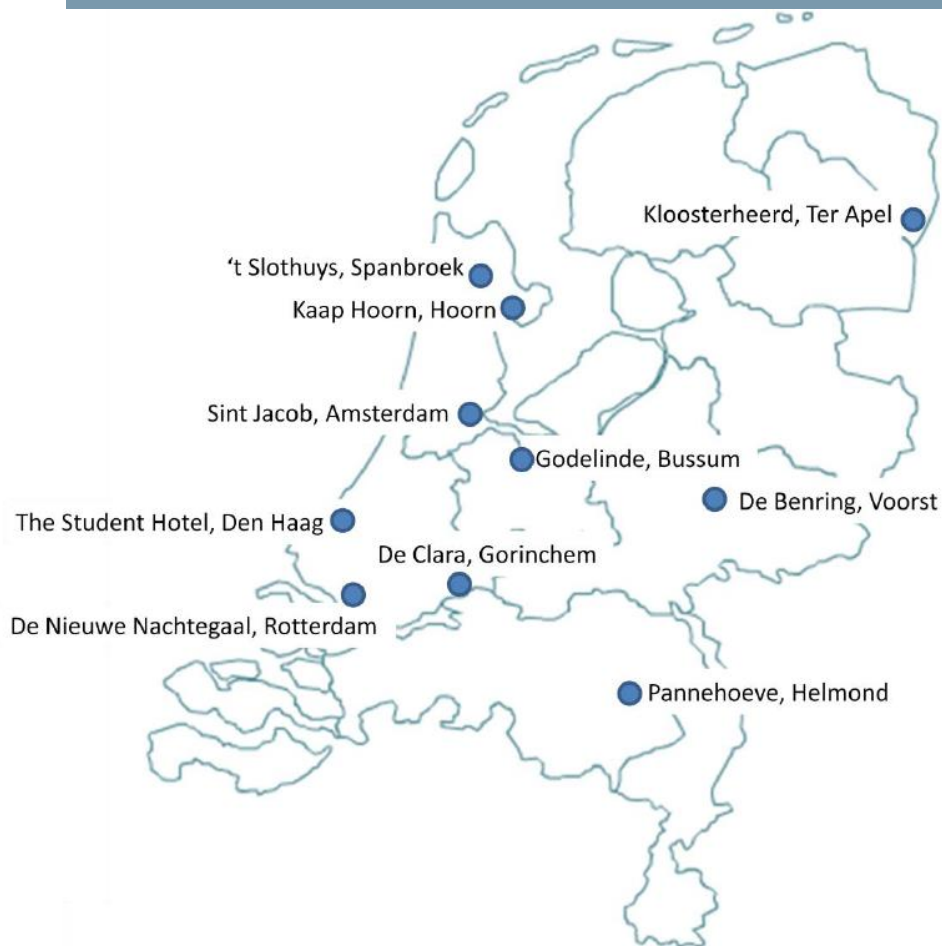 Kloosterheerd, Ter Apel
‘t Slothuys, Spanbroek
Kaap Hoorn, Hoorn
Sint Jacob, Amsterdam
Godelinde, Bussum
De Benring, Voorst
The Student Hotel, Den Haag
De Clara, Gorinchem
De Nieuwe Nachtegaal, Rotterdam
Pannehoeve, Helmond